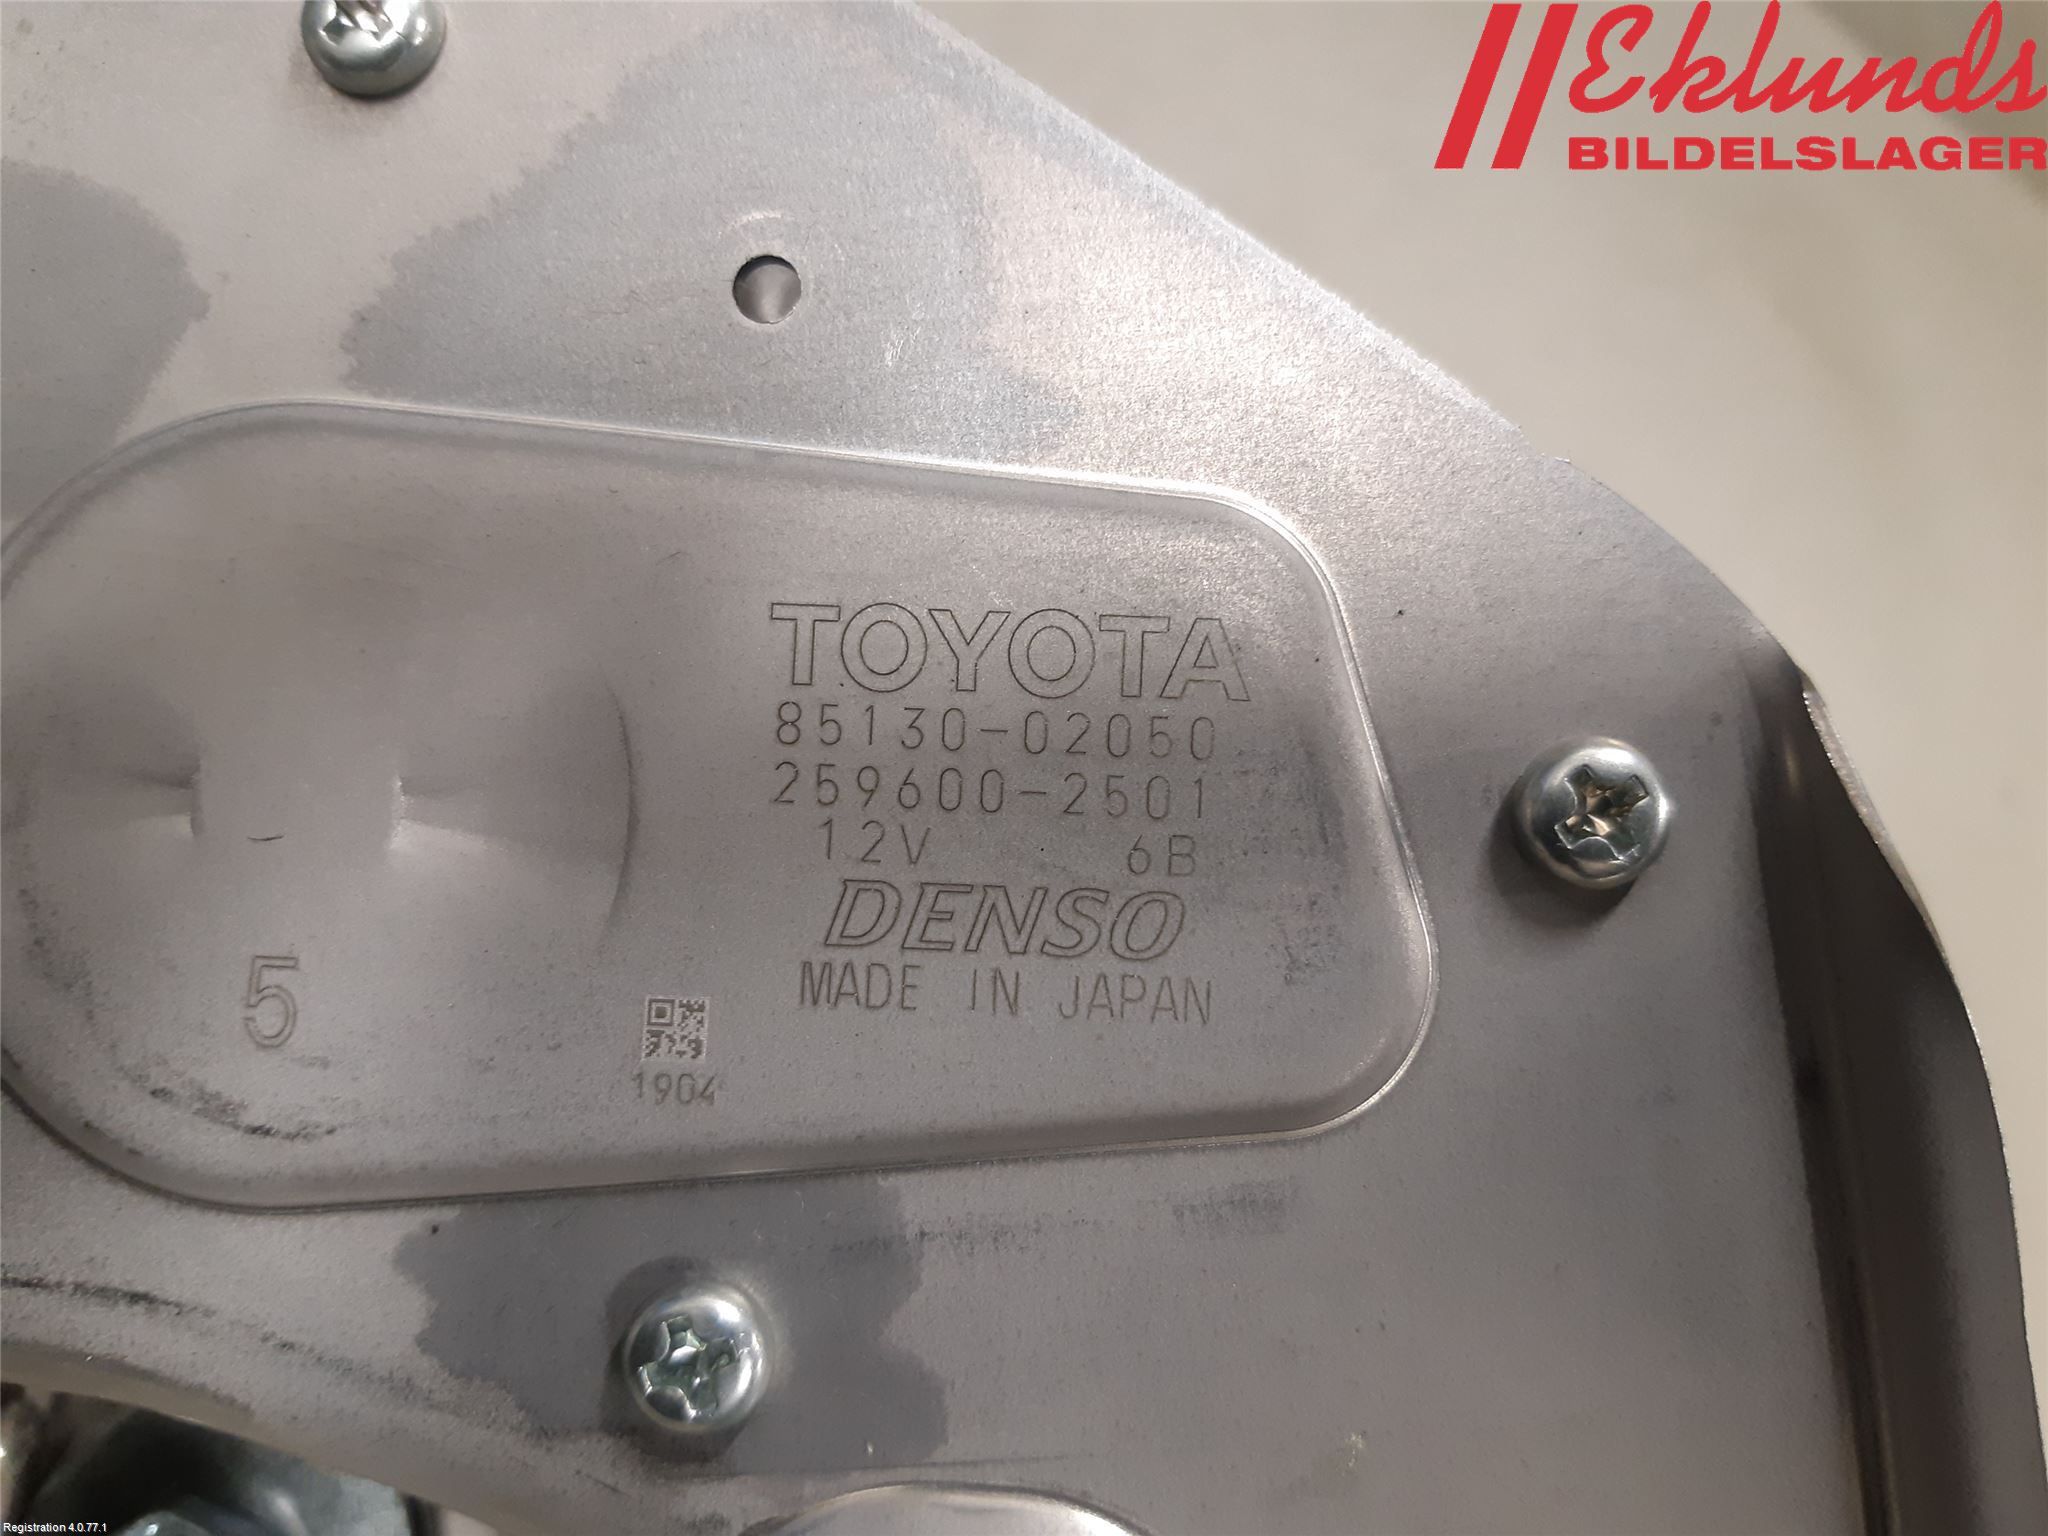 Eklunds
BILDELSLAGER
TOYOTA
85130-02050
259600-2501
12V 6B
DENSO
MADE IN JAPAN
5
1904
Registration 4.0.77.1